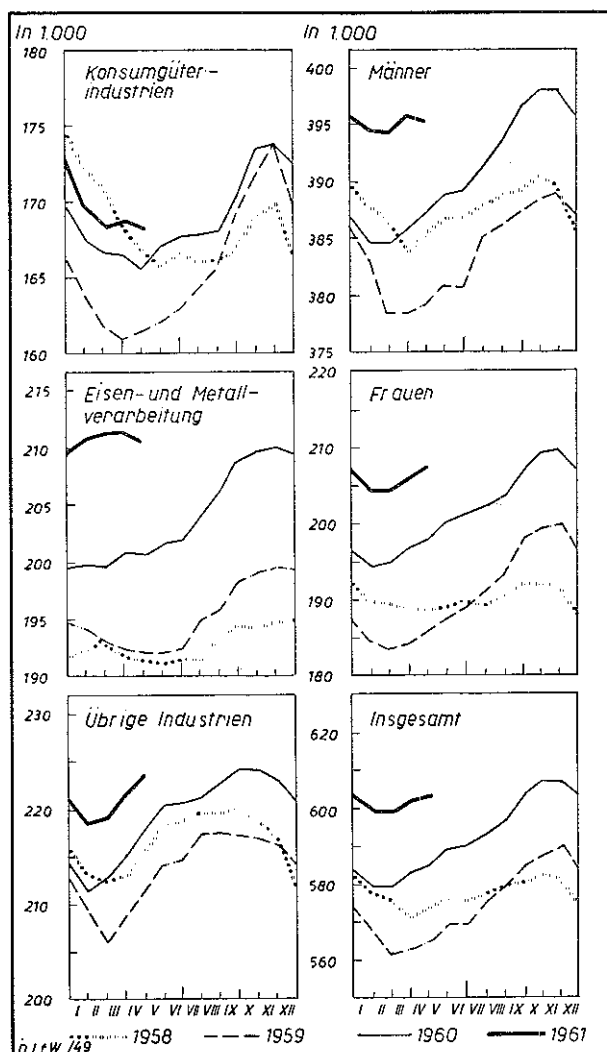 In 1.000
In 1.000
180
175
170
165
160
Konsumgüter-
industrien
400
395
390
385
380
375
Männer
215
210
205
200
195
190
Eisen- und Metall-
verarbeitung
220
210
200
190
180
Frauen
230
220
210
200
Übrige Industrien
620
600
580
560
Insgesamt
I II III IV V VI VII VIII IX X XI XII
I II III IV V VI VII VIII IX X XI XII
1958 1959 1960 1961